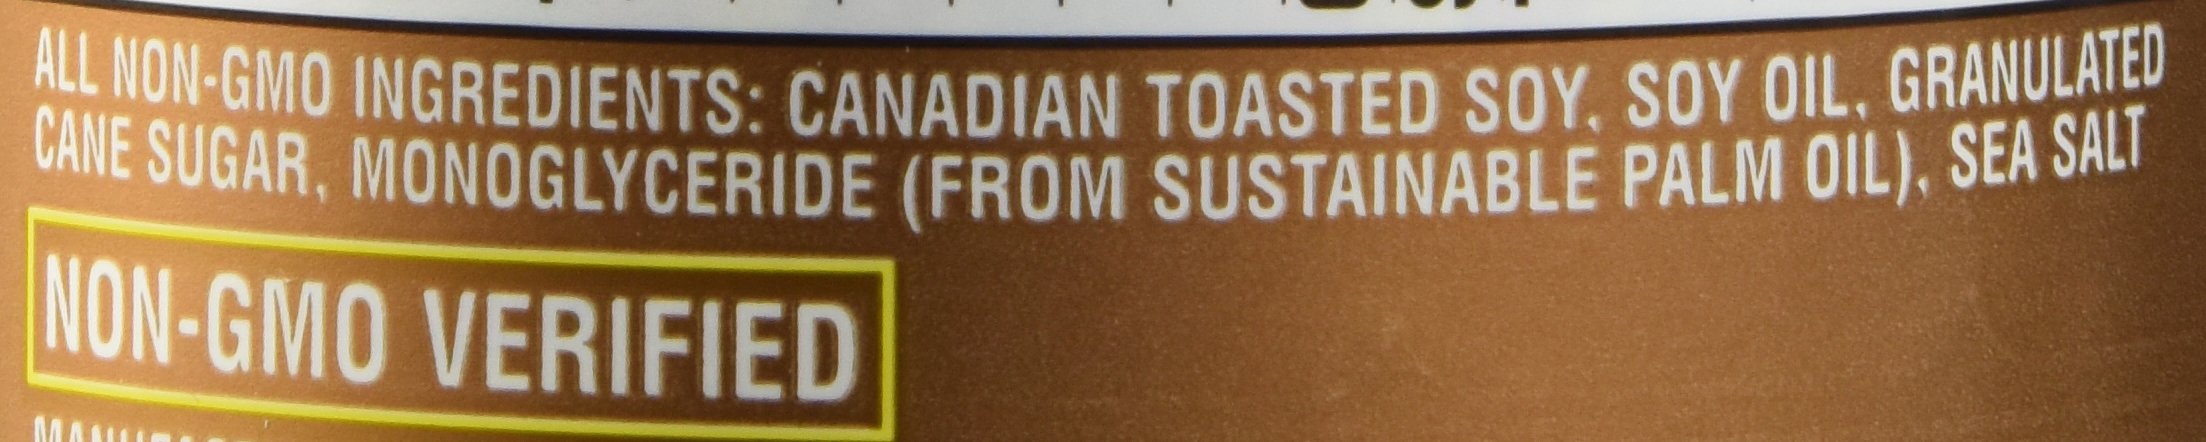 ALL NON-GMO INGREDIENTS: CANADIAN TOASTED SOY, SOY OIL, GRANULATED
CANE SUGAR, MONOGLYCERIDE (FROM SUSTAINABLE PALM OIL), SEA SALT
NON-GMO VERIFIED